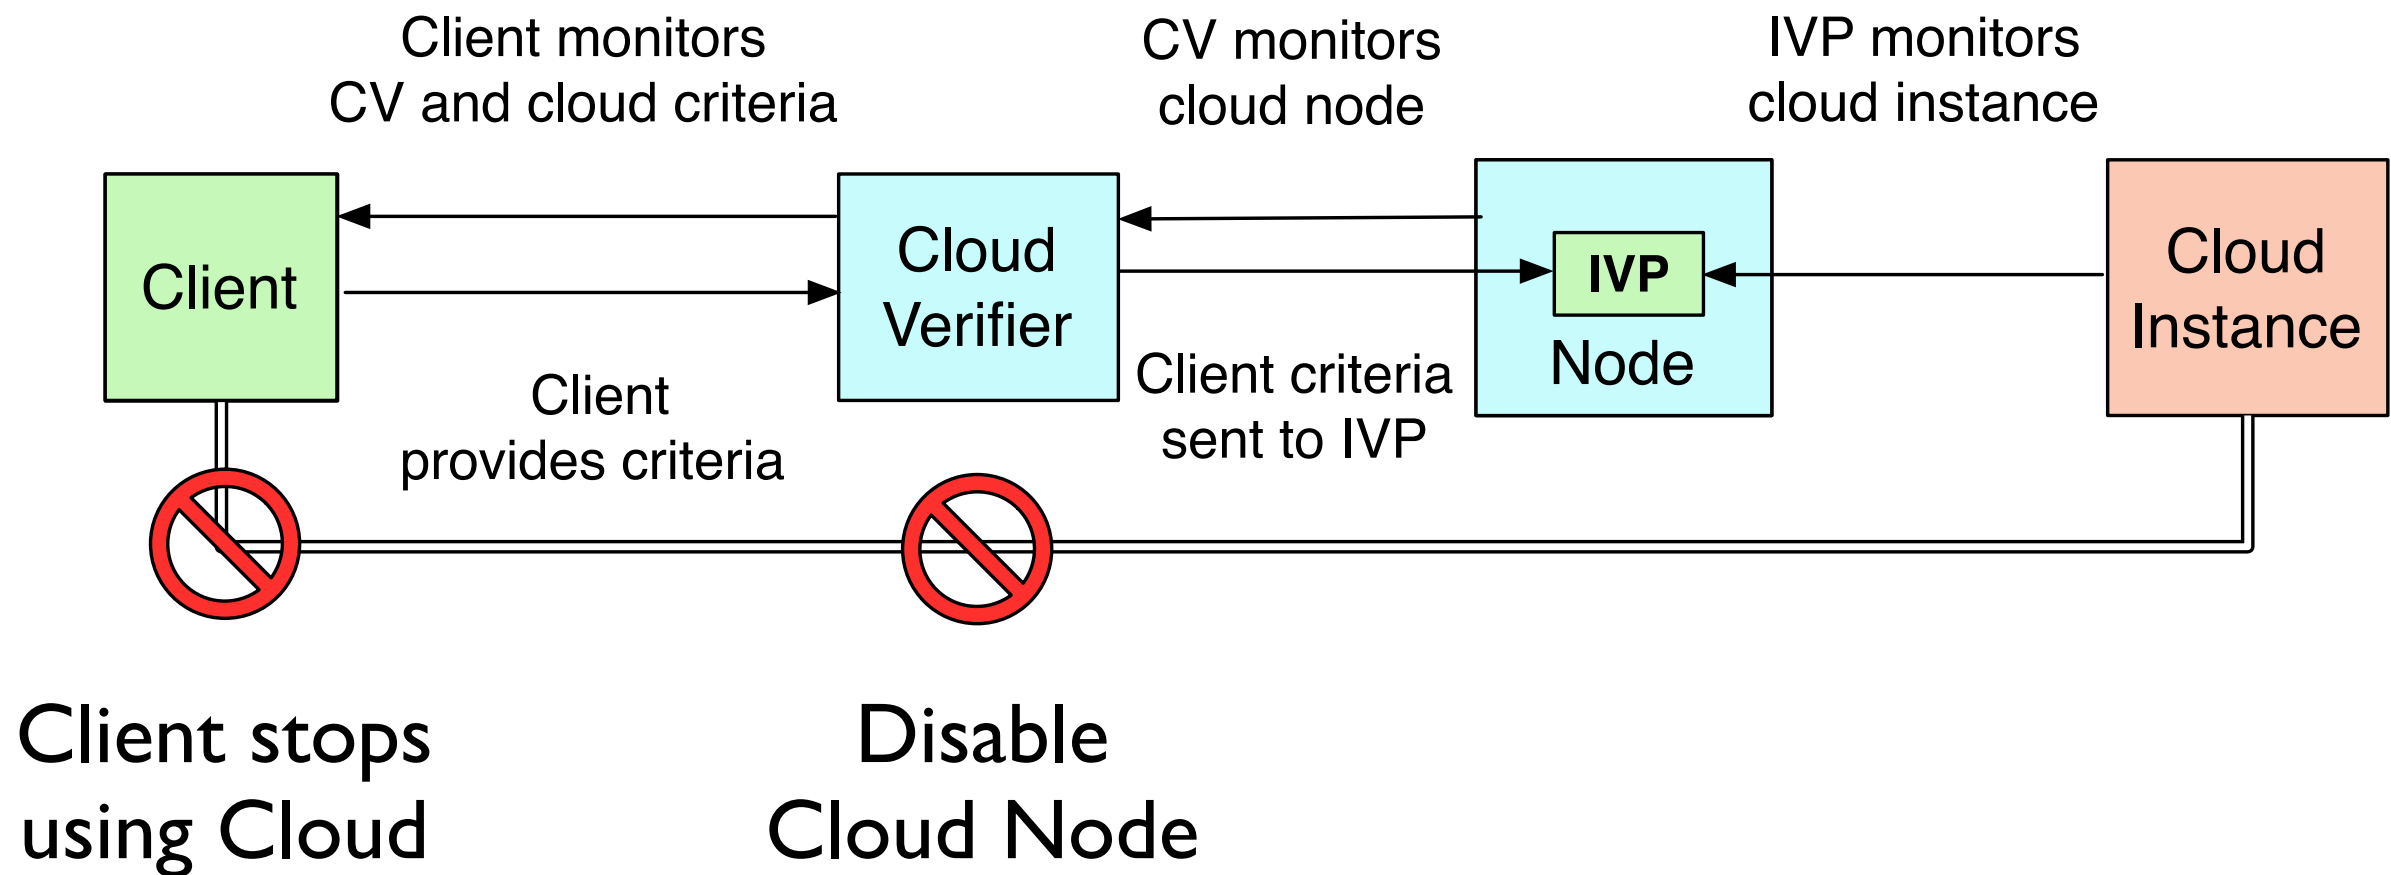 Client monitors
CV and cloud criteria
CV monitors
cloud node
IVP monitors
cloud instance
Client
Cloud
Verifier
IVP
Node
Cloud
Instance
Client
provides criteria
Client criteria
sent to IVP
Client stops
using Cloud
Disable
Cloud Node